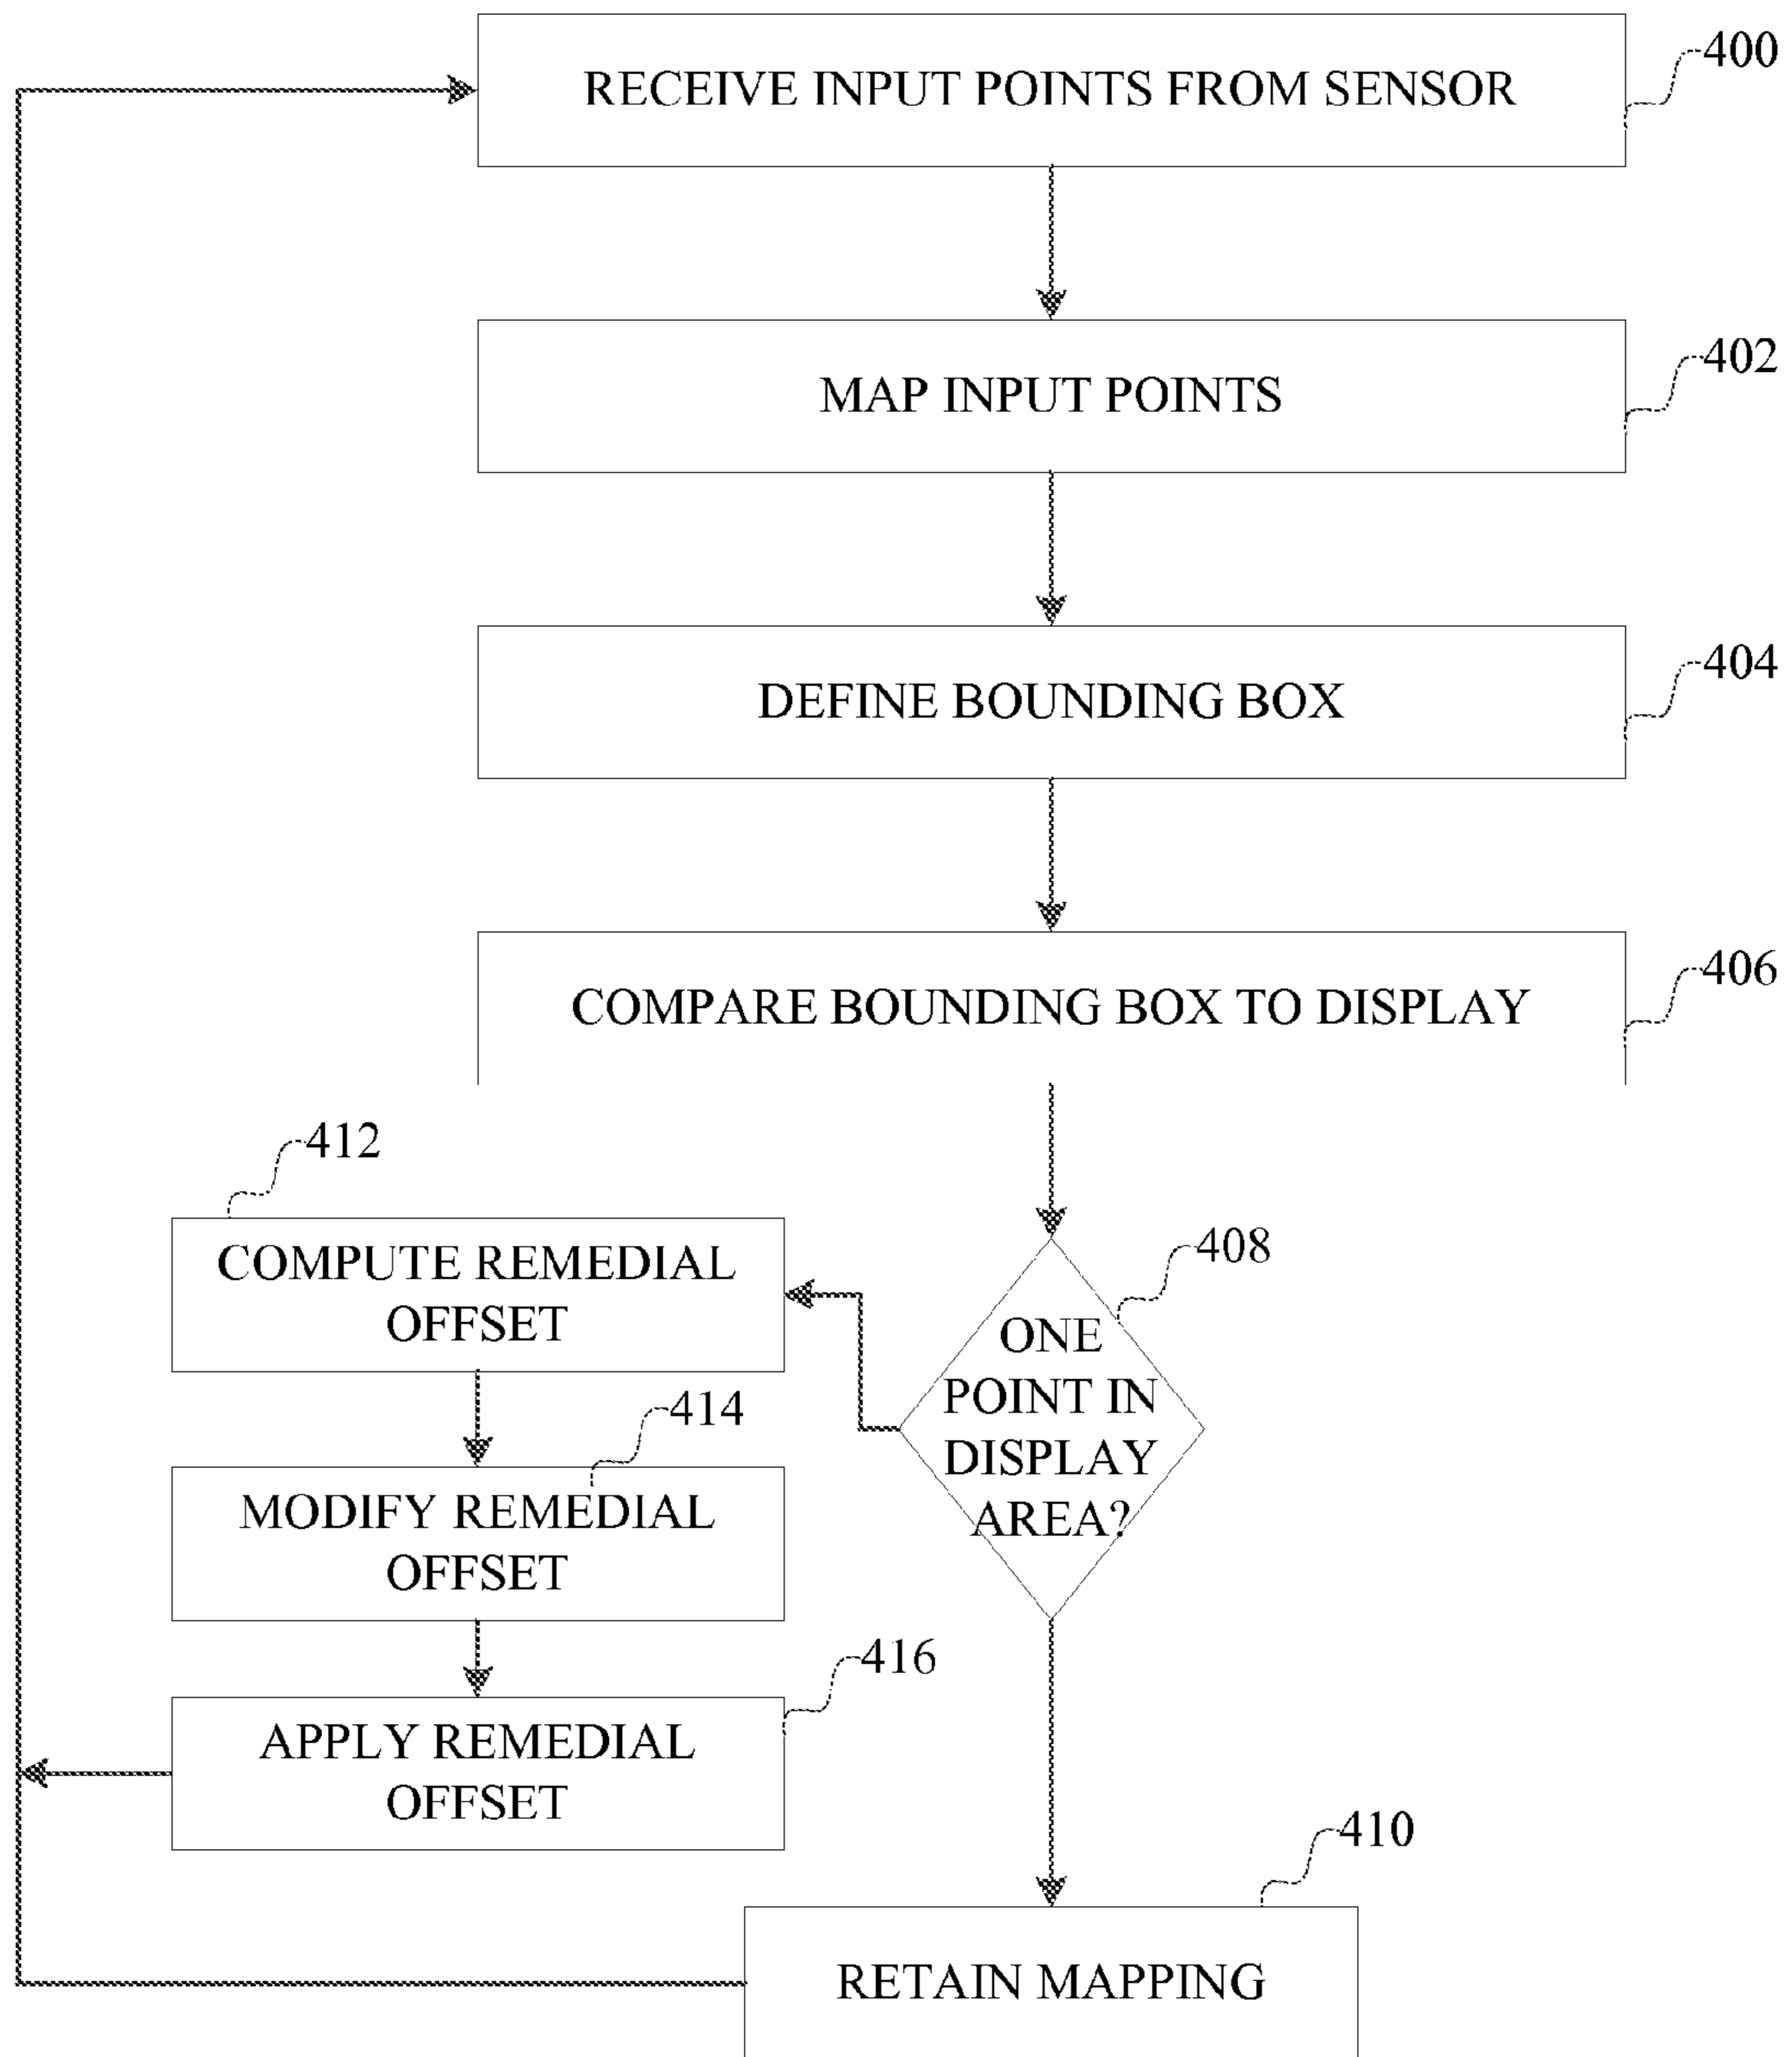 RECEIVE INPUT POINTS FROM SENSOR
400
MAP INPUT POINTS
402
DEFINE BOUNDING BOX
404
COMPARE BOUNDING BOX TO DISPLAY
406
412
COMPUTE REMEDIAL
OFFSET
408
ONE
POINT IN
DISPLAY
AREA?
414
MODIFY REMEDIAL
OFFSET
416
APPLY REMEDIAL
OFFSET
410
RETAIN MAPPING